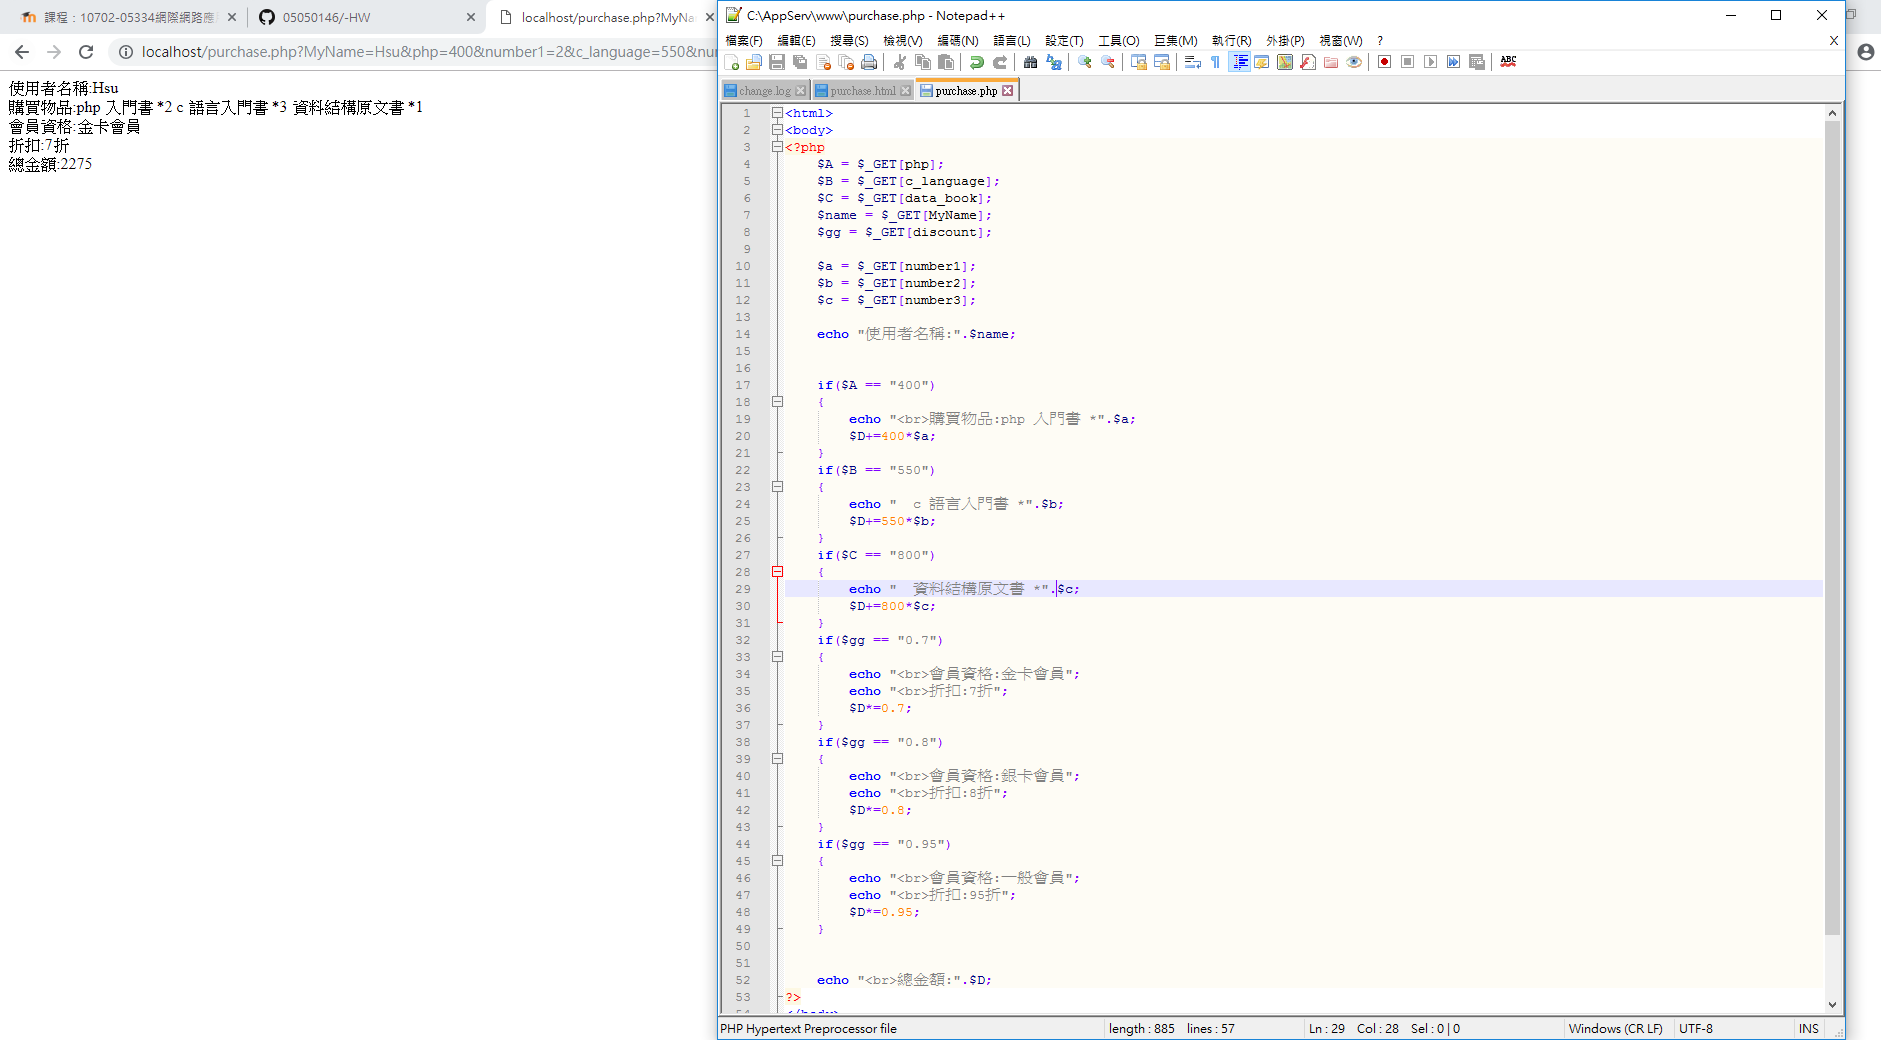 課程：10702-05334網際網路應
05050146/-HW
localhost/purchase.php?MyNa
localhost/purchase.php?MyName=Hsu&php=400&number1=2&c_language=550&nu
使用者名稱:Hsu
購買物品:php 入門書 *2 c 語言入門書 *3 資料結構原文書 *1
會員資格:金卡會員
折扣:7折
總金額:2275
C:\AppServ\www\purchase.php - Notepad++
檔案(F) 編輯(E) 搜尋(S) 檢視(V) 編碼(N) 語言(L) 設定(T) 工具(O) 巨集(M) 執行(R) 外掛(P) 視窗(W) ? X
ABC
change.log purchase.html purchase.php
1 <html>
2 <body>
3 <?php
4 $A = $_GET[php];
5 $B = $_GET[c_language];
6 $C = $_GET[data_book];
7 $name = $_GET[MyName];
8 $gg = $_GET[discount];
9
10 $a = $_GET[number1];
11 $b = $_GET[number2];
12 $c = $_GET[number3];
13
14 echo "使用者名稱:".$name;
15
16
17 if($A == "400")
18 {
19 echo "<br>購買物品:php 入門書 *".$a;
20 $D+=400*$a;
21 }
22 if($B == "550")
23 {
24 echo "  c 語言入門書 *".$b;
25 $D+=550*$b;
26 }
27 if($C == "800")
28 {
29 echo "  資料結構原文書 *".$c;
30 $D+=800*$c;
31 }
32 if($gg == "0.7")
33 {
34 echo "<br>會員資格:金卡會員";
35 echo "<br>折扣:7折";
36 $D*=0.7;
37 }
38 if($gg == "0.8")
39 {
40 echo "<br>會員資格:銀卡會員";
41 echo "<br>折扣:8折";
42 $D*=0.8;
43 }
44 if($gg == "0.95")
45 {
46 echo "<br>會員資格:一般會員";
47 echo "<br>折扣:95折";
48 $D*=0.95;
49 }
50
51
52 echo "<br>總金額:".$D;
53 ?>
54 </body>
PHP Hypertext Preprocessor file length : 885 lines : 57 Ln : 29 Col : 28 Sel : 0 | 0 Windows (CR LF) UTF-8 INS